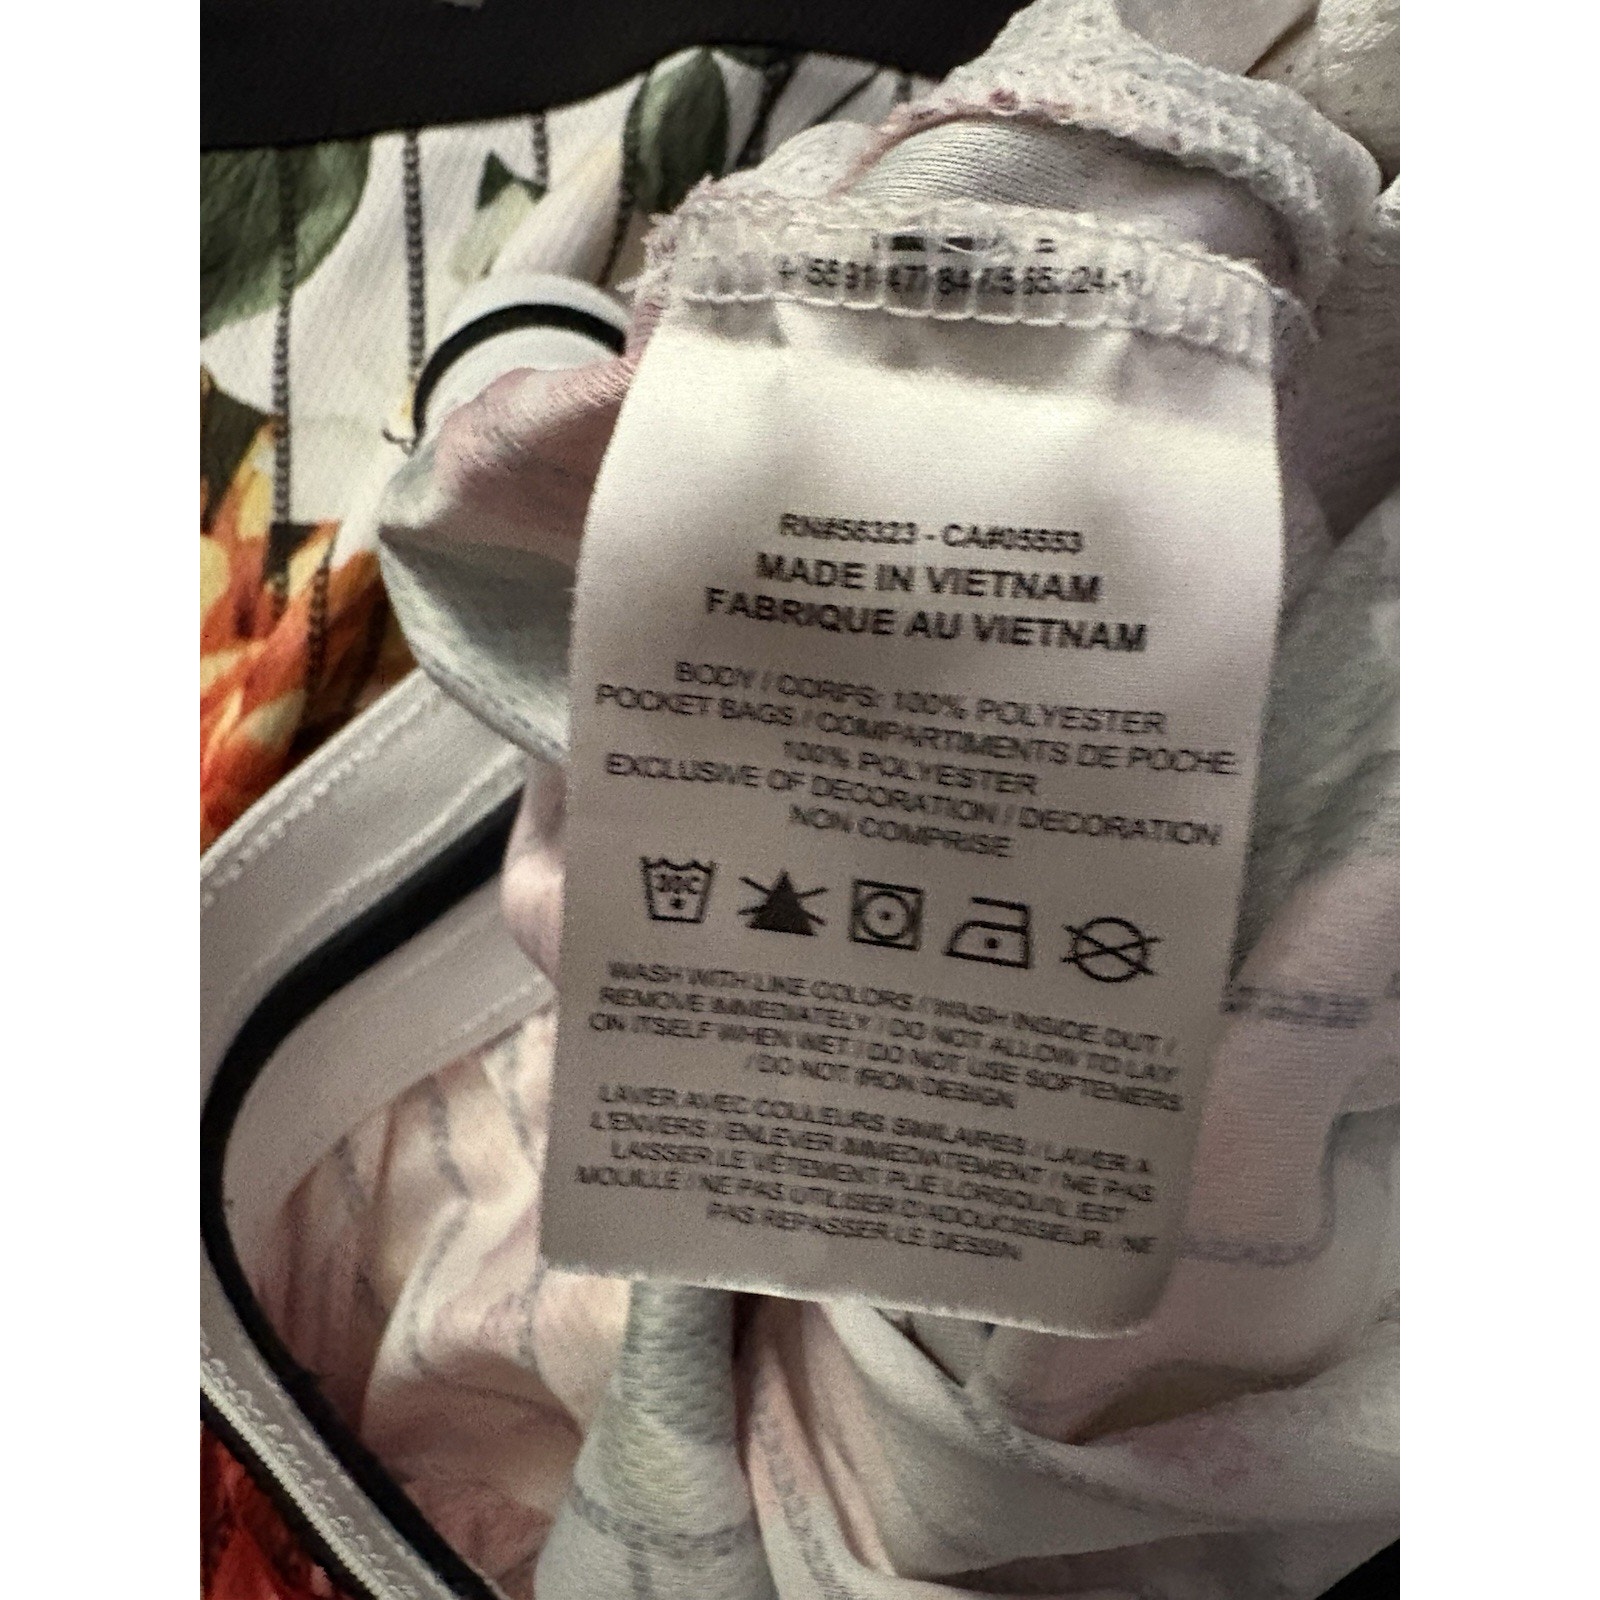 RN#56323 - CA#05553
MADE IN VIETNAM
FABRIQUE AU VIETNAM
BODY / CORPS: 100% POLYESTER
POCKET BAGS / COMPARTIMENTS DE POCHE:
100% POLYESTER
EXCLUSIVE OF DECORATION / DECORATION
NON COMPRISE
30C
WASH WITH LIKE COLORS / WASH INSIDE OUT /
REMOVE IMMEDIATELY / DO NOT ALLOW TO LAY
ON ITSELF WHEN WET / DO NOT USE SOFTENERS
/ DO NOT IRON DESIGN
LAVER AVEC COULEURS SIMILAIRES / LAVER A
L'ENVERS / ENLEVER IMMEDIATEMENT / NE PAS
LAISSER LE VÊTEMENT PLIE LORSQU'IL EST
MOUILLÉ / NE PAS UTILISER D'ADOUCISSEUR / NE
PAS REPASSER LE DESSIN